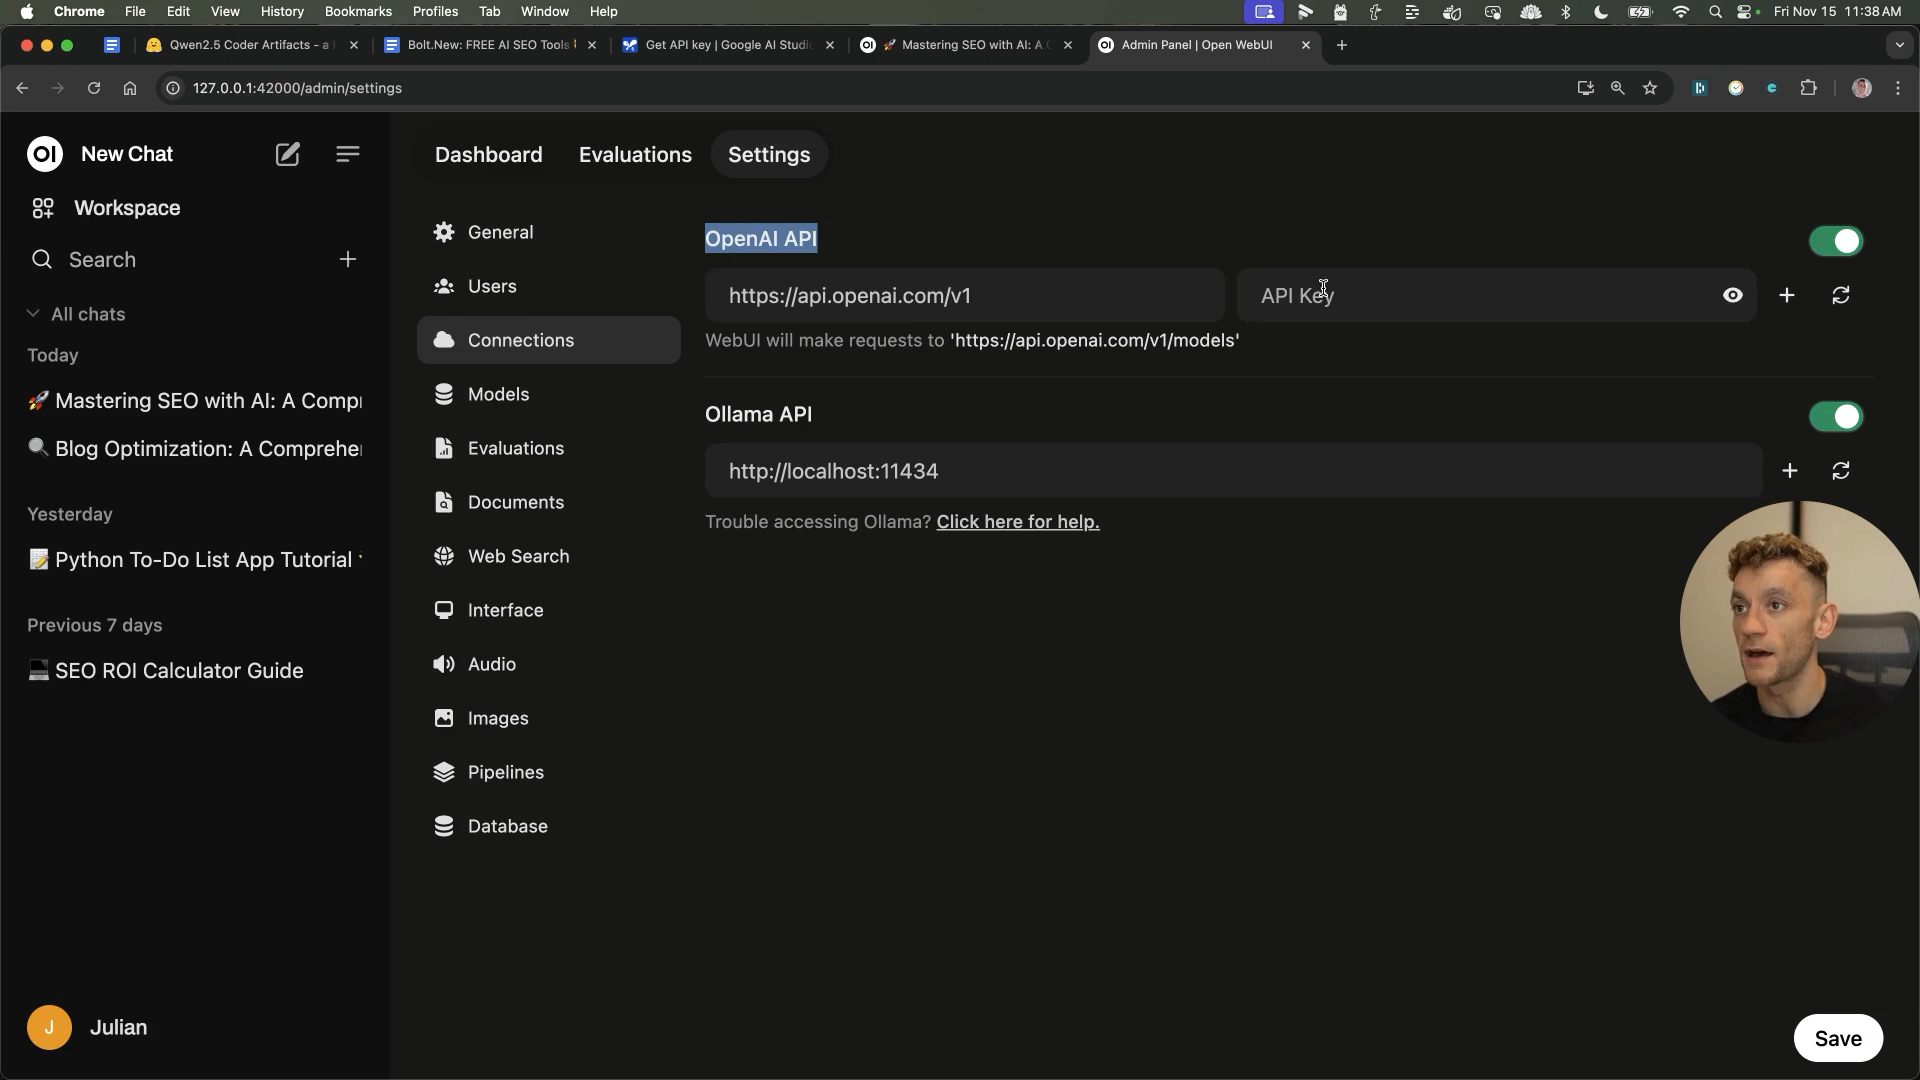 Chrome File Edit View History Bookmarks Profiles Tab Window Help Fri Nov 15 11:38 AM
Qwen2.5 Coder Artifacts - a Bolt.New: FREE AI SEO Tools Get API key | Google AI Studi Mastering SEO with AI: A C Admin Panel | Open WebUI
127.0.0.1:42000/admin/settings
OI New Chat
Workspace
Search
All chats
Today
Mastering SEO with AI: A Compr
Blog Optimization: A Comprehe
Yesterday
Python To-Do List App Tutorial
Previous 7 days
SEO ROI Calculator Guide
J Julian
Dashboard Evaluations Settings
General
Users
Connections
Models
Evaluations
Documents
Web Search
Interface
Audio
Images
Pipelines
Database
OpenAI API
https://api.openai.com/v1 API Key
WebUI will make requests to 'https://api.openai.com/v1/models'
Ollama API
http://localhost:11434
Trouble accessing Ollama? Click here for help.
Save